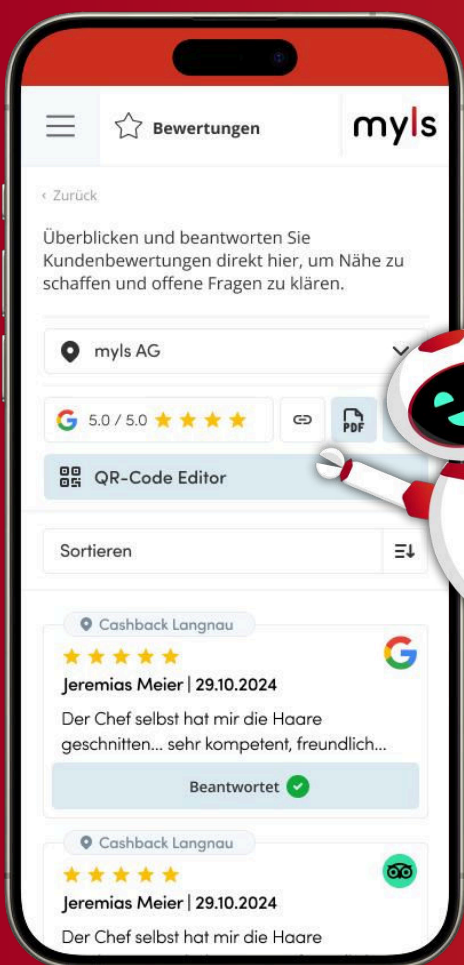 Bewertungen
myls
‹ Zurück
Überblicken und beantworten Sie
Kundenbewertungen direkt hier, um Nähe zu
schaffen und offene Fragen zu klären.
myls AG
G 5.0 / 5.0
PDF
QR-Code Editor
Sortieren
Cashback Langnau
G
Jeremias Meier | 29.10.2024
Der Chef selbst hat mir die Haare
geschnitten... sehr kompetent, freundlich...
Beantwortet
Cashback Langnau
Jeremias Meier | 29.10.2024
Der Chef selbst hat mir die Haare